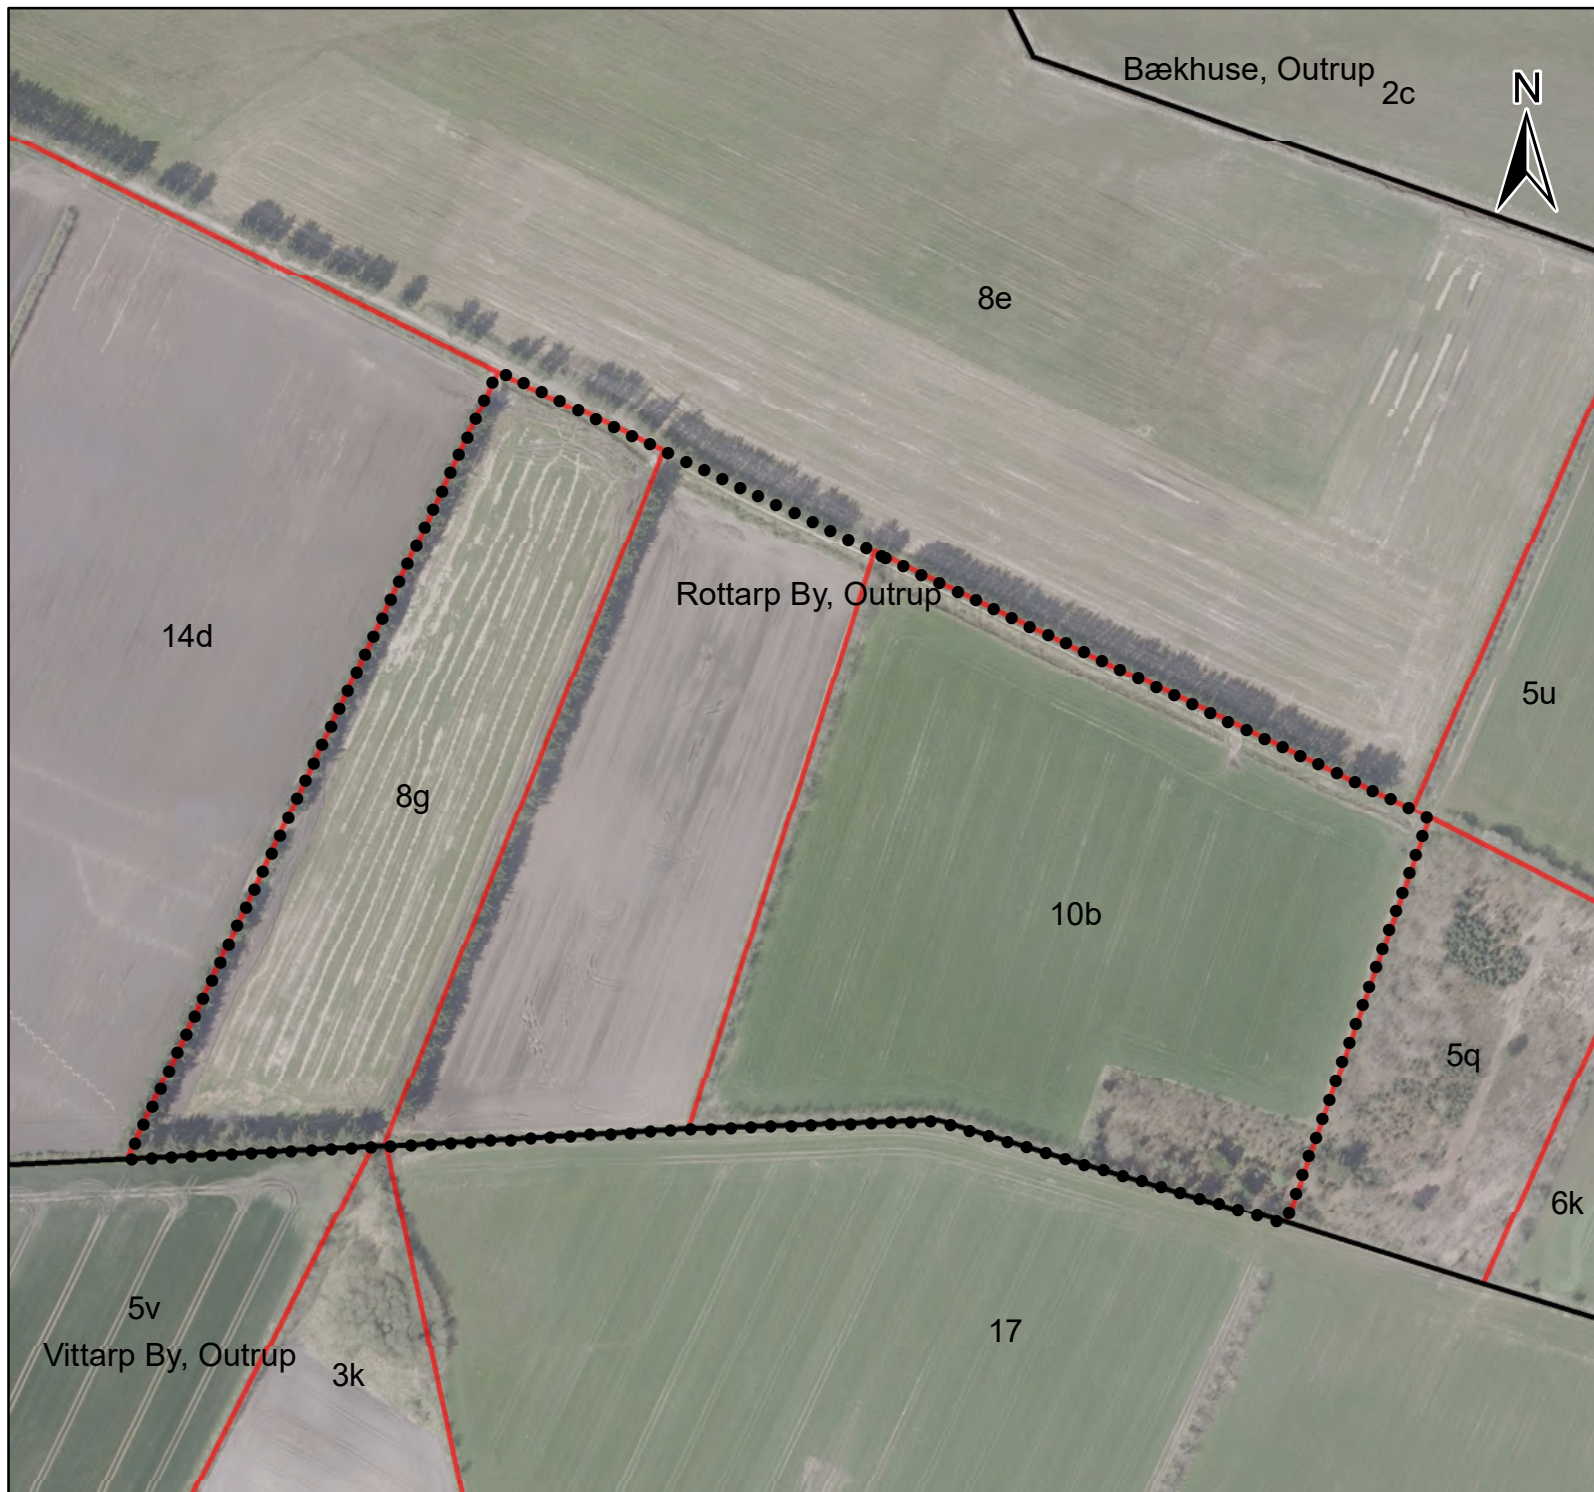 Bækhuse, Outrup
2c
N
8e
Rottarp By, Outrup
14d
5u
8g
10b
5q
6k
5v
17
Vittarp By, Outrup
3k